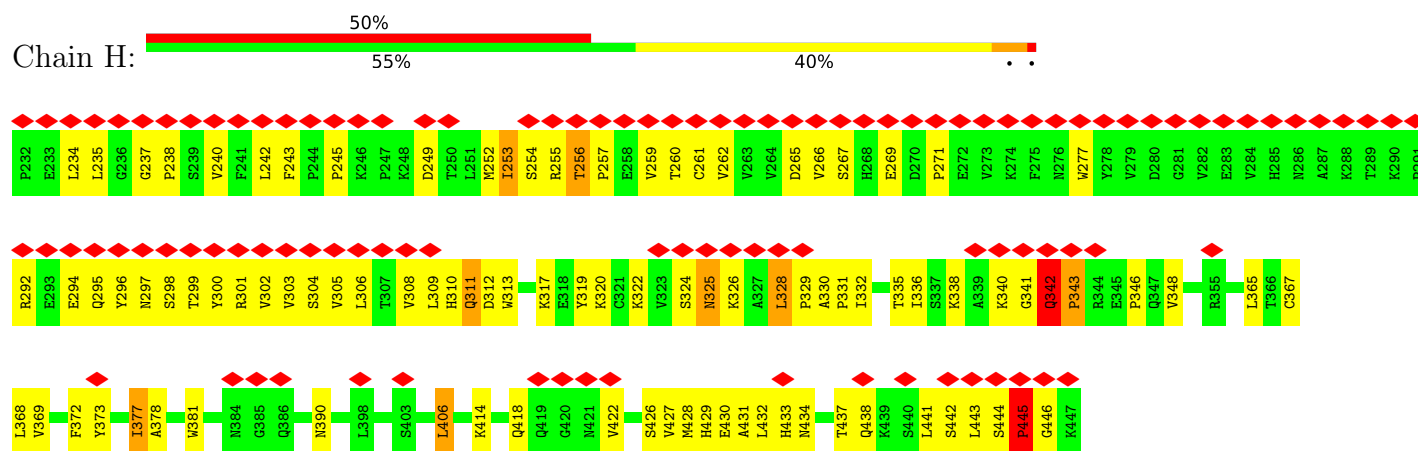 50%
Chain H:
55% 40% • •
P232 E233 L234 L235 G236 G237 P238 S239 V240 F241 L242 F243 P244 P245 K246 P247 K248 D249 T250 L251 M252 I253 S254 R255 T256 P257 E258 V259 T260 C261 V262 V263 V264 D265 V266 S267 H268 E269 D270 P271 E272 V273 K274 F275 N276 W277 Y278 V279 D280 G281 V282 E283 V284 H285 N286 A287 K288 T289 K290 P291
R292 E293 E294 Q295 Y296 N297 S298 T299 Y300 R301 V302 V303 S304 V305 L306 T307 V308 L309 H310 Q311 D312 W313 K317 E318 Y319 K320 C321 K322 V323 S324 N325 K326 A327 L328 P329 A330 P331 I332 T335 I336 S337 K338 A339 K340 G341 Q342 P343 R344 E345 P346 Q347 V348 R355 L365 T366 C367
L368 V369 F372 Y373 I377 A378 W381 N384 G385 Q386 N390 L398 S403 L406 K414 Q418 Q419 G420 N421 V422 S426 V427 M428 H429 E430 A431 L432 H433 N434 T437 Q438 K439 S440 L441 S442 L443 S444 P445 G446 K447